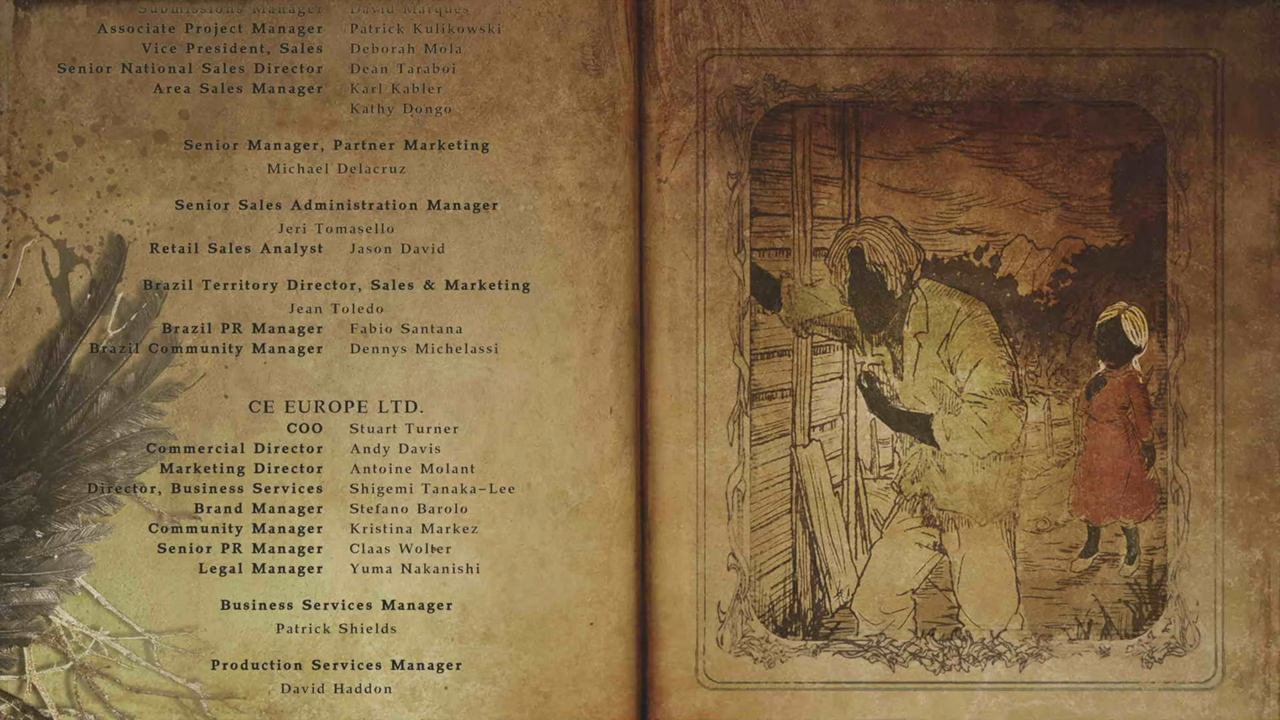 Submissions Manager David Marques
Associate Project Manager Patrick Kulikowski
Vice President, Sales Deborah Mola
Senior National Sales Director Dean Taraboi
Area Sales Manager Karl Kabler
Kathy Dongo
Senior Manager, Partner Marketing
Michael Delacruz
Senior Sales Administration Manager
Jeri Tomasello
Retail Sales Analyst Jason David
Brazil Territory Director, Sales & Marketing
Jean Toledo
Brazil PR Manager Fabio Santana
Brazil Community Manager Dennys Michelassi
CE EUROPE LTD.
COO Stuart Turner
Commercial Director Andy Davis
Marketing Director Antoine Molant
Director, Business Services Shigemi Tanaka-Lee
Brand Manager Stefano Barolo
Community Manager Kristina Markez
Senior PR Manager Claas Wolter
Legal Manager Yuma Nakanishi
Business Services Manager
Patrick Shields
Production Services Manager
David Haddon